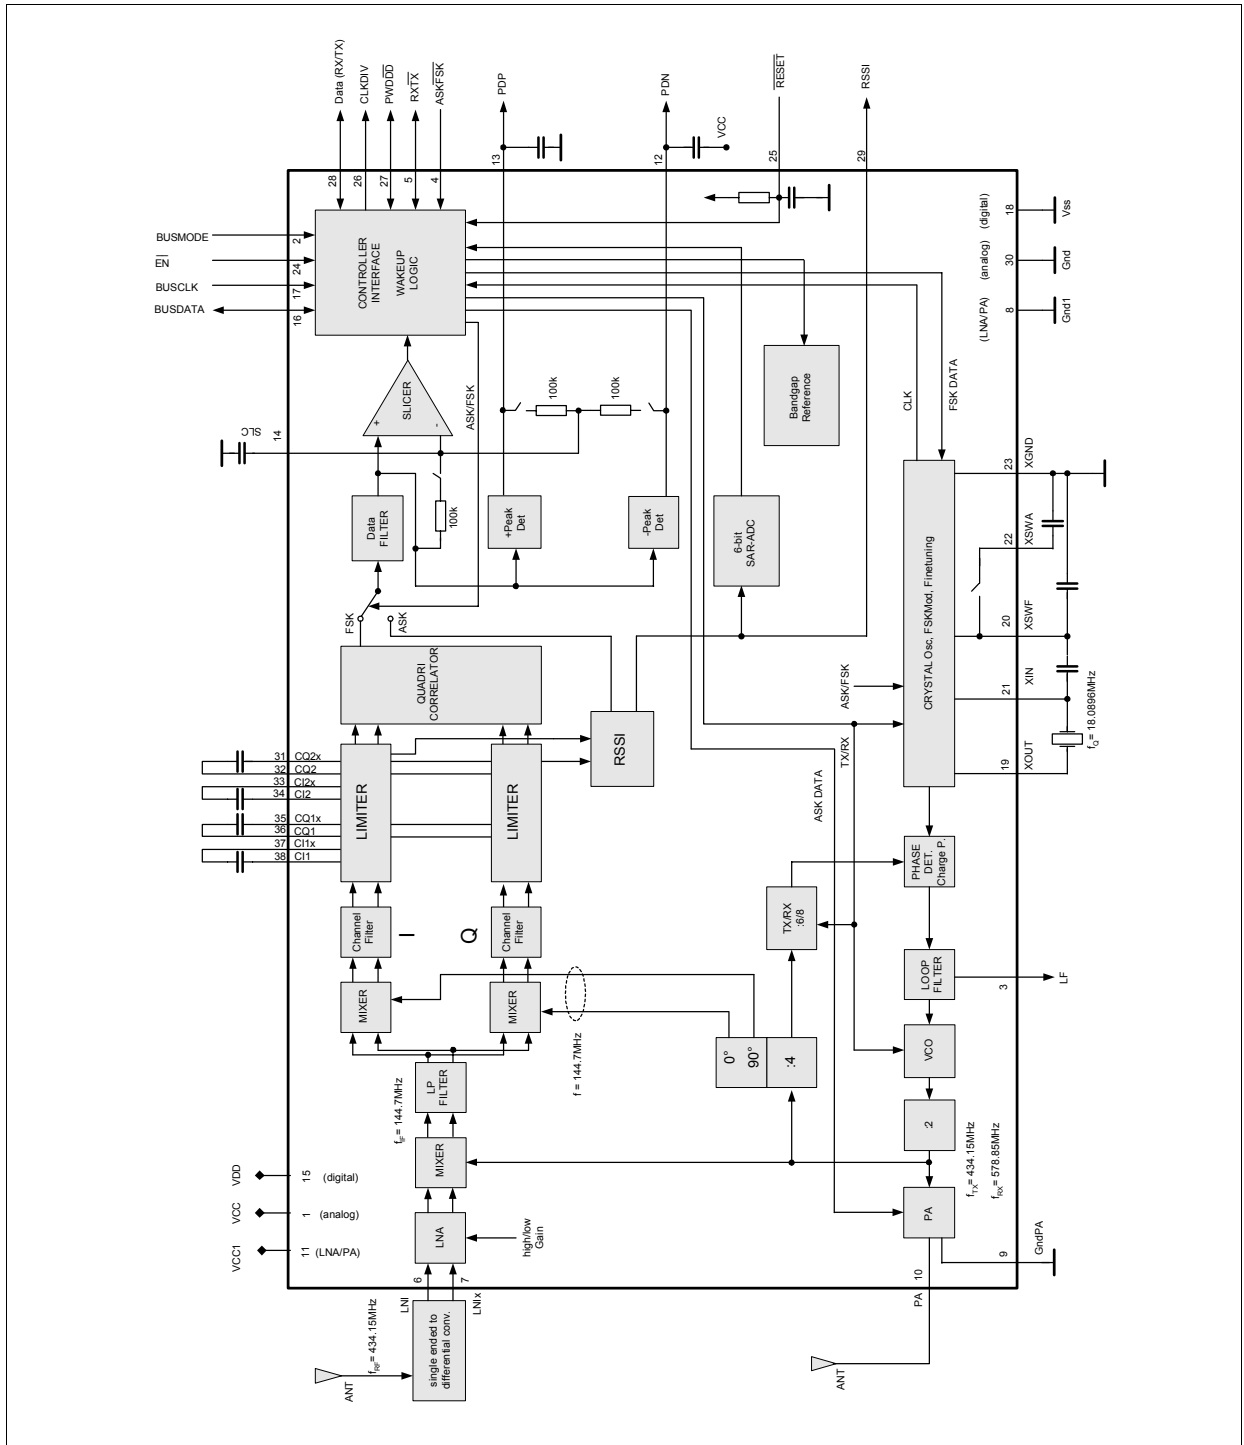 Data (RX/TX)
CLKDIV
PWDDD
RXTX
ASKFSK
PDP
PDN
VCC
RESET
RSSI
28
26
27
5
4
13
12
25
29
BUSMODE
2
EN
24
BUSCLK
17
BUSDATA
16
CONTROLLER
INTERFACE
WAKEUP
LOGIC
18
Vss
(digital)
30
Gnd
(analog)
8
Gnd1
(LNA/PA)
SLICER
+
-
ASK/FSK
100k
100k
Bandgap
Reference
CLK
FSK DATA
SLC
14
Data
FILTER
100k
+Peak
Det
-Peak
Det
6-bit
SAR-ADC
FSK
ASK
QUADRI
CORRELATOR
RSSI
CRYSTAL Osc, FSKMod, Finetuning
23
XGND
22
XSWA
20
XSWF
21
XIN
19
XOUT
fQ = 18.0896MHz
ASK/FSK
TX/RX
ASK DATA
31 CQ2x
32 CQ2
33 CI2x
34 CI2
35 CQ1x
36 CQ1
37 CI1x
38 CI1
LIMITER
LIMITER
Channel
Filter
I
Q
Channel
Filter
MIXER
MIXER
f = 144.7MHz
TX/RX
:6/8
PHASE
DET.
Charge P.
LOOP
FILTER
3
LF
0°
90°
:4
VCO
:2
fTX = 434.15MHz
fRX = 578.85MHz
fIF = 144.7MHz
LP
FILTER
MIXER
LNA
high/low
Gain
PA
VDD
15 (digital)
VCC
1 (analog)
VCC1
11 (LNA/PA)
LNI
6
7
LNIx
single ended to
differential conv.
fRF = 434.15MHz
ANT
PA
10
9
GndPA
ANT